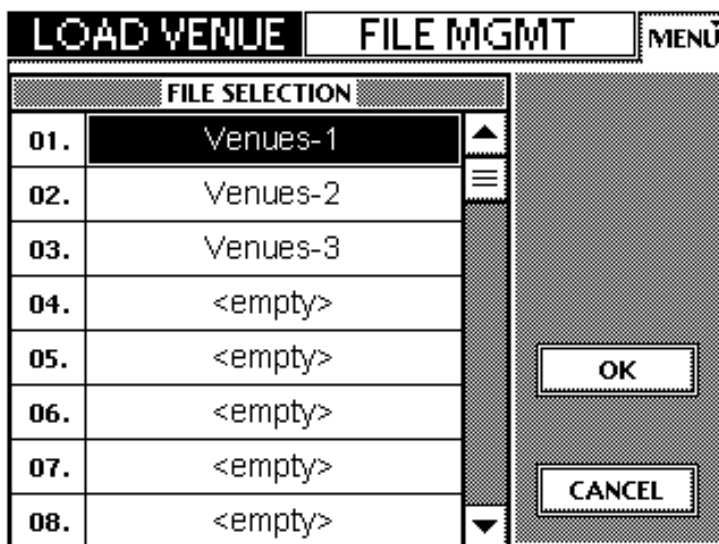 LOAD VENUE FILE MGMT MENU
FILE SELECTION
01. Venues-1
02. Venues-2
03. Venues-3
04. <empty>
05. <empty>
OK
06. <empty>
07. <empty>
CANCEL
08. <empty>